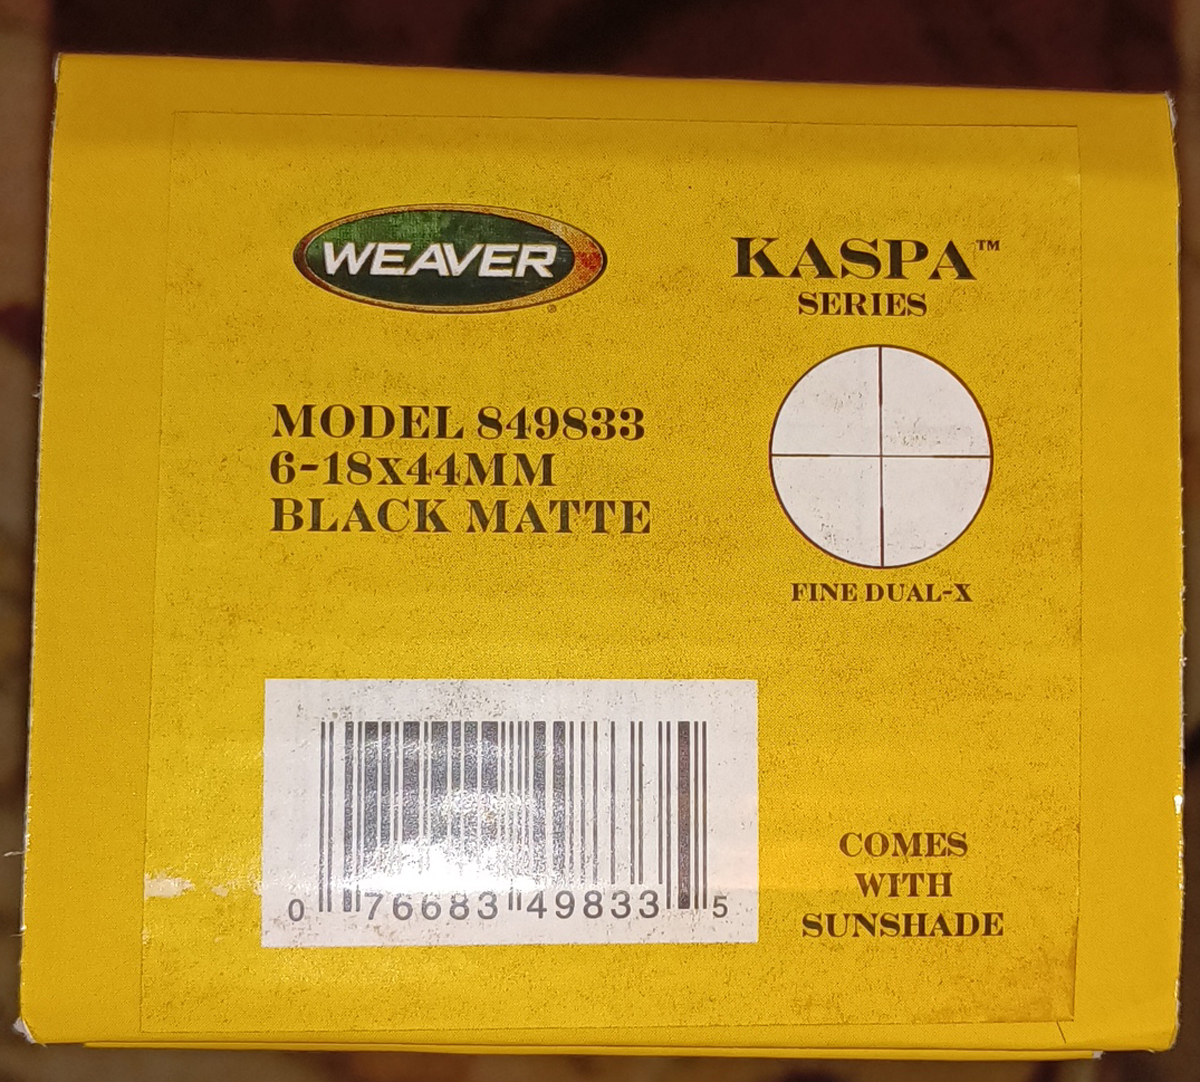 WEAVER®
KASPA™
SERIES
MODEL 849833
6-18x44MM
BLACK MATTE
FINE DUAL-X
0 76683 49833 5
COMES
WITH
SUNSHADE